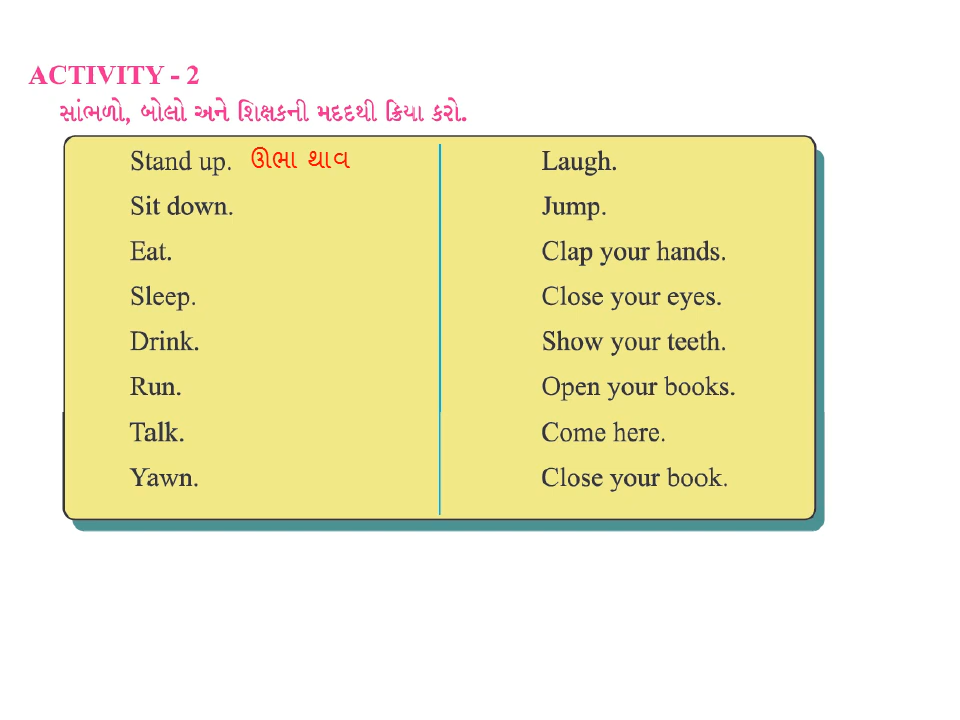 ACTIVITY - 2
સાંભળો, બોલો અને શિક્ષકની મદદથી ક્રિયા કરો.
Stand up. ઊભા થાવ
Sit down.
Eat.
Sleep.
Drink.
Run.
Talk.
Yawn.
Laugh.
Jump.
Clap your hands.
Close your eyes.
Show your teeth.
Open your books.
Come here.
Close your book.